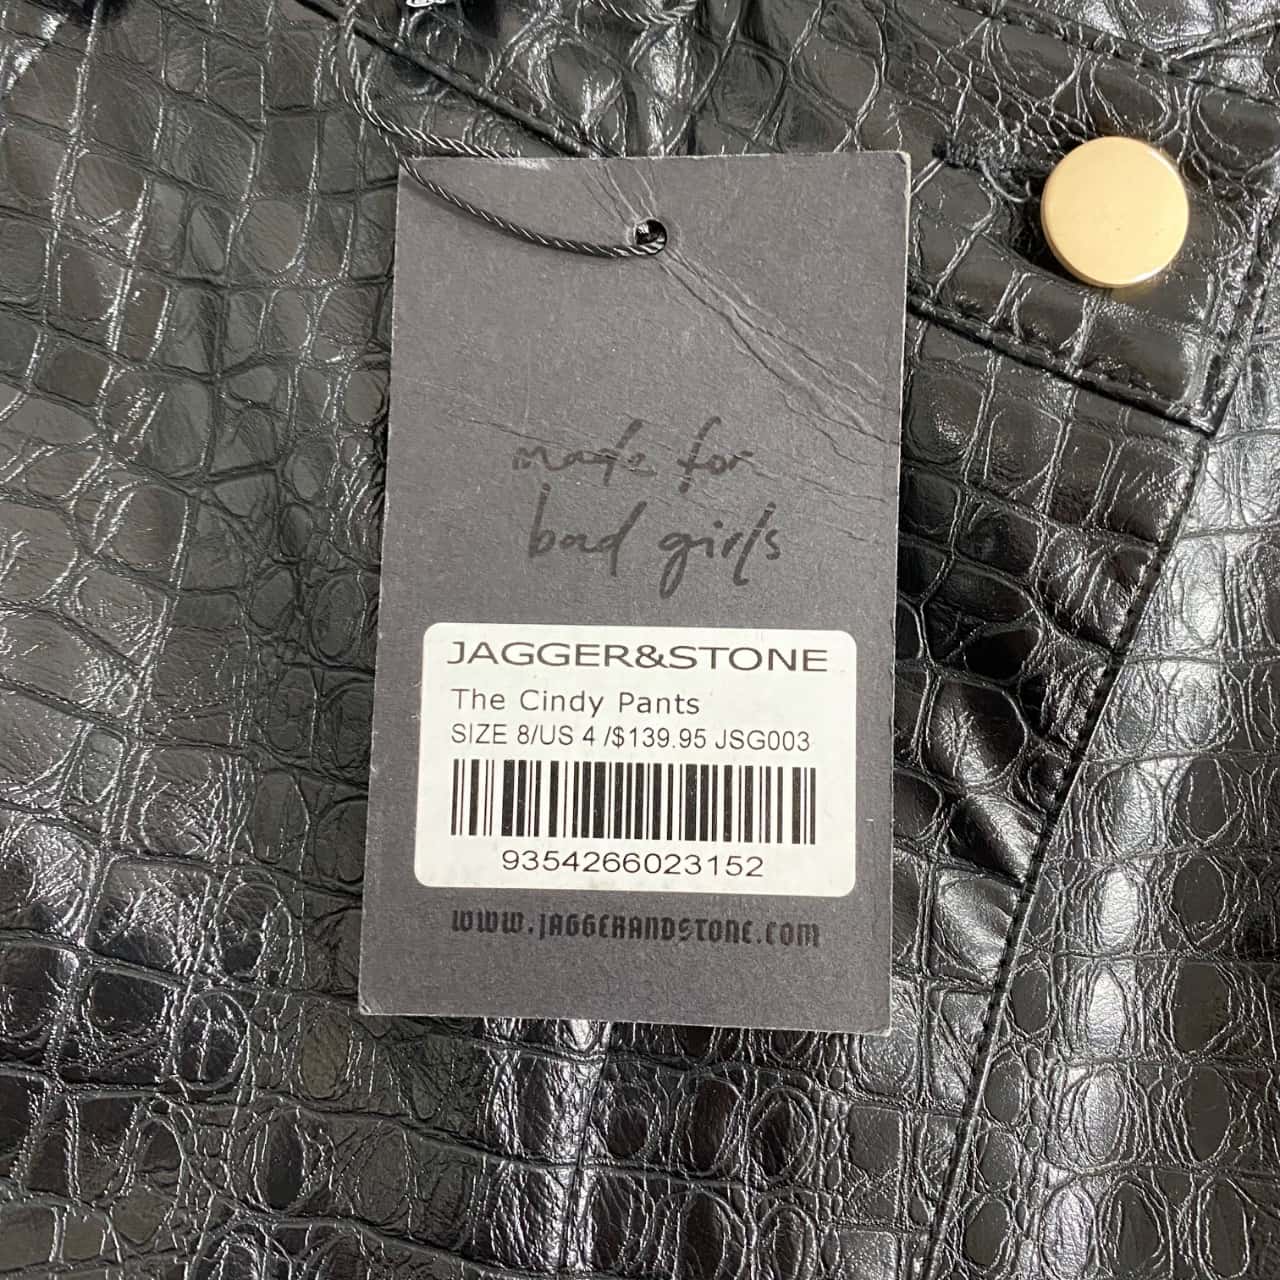 made for
bad girls
JAGGER&STONE
The Cindy Pants
SIZE 8/US 4 /$139.95 JSG003
9354266023152
WWW.JAGGERANDSTONE.COM